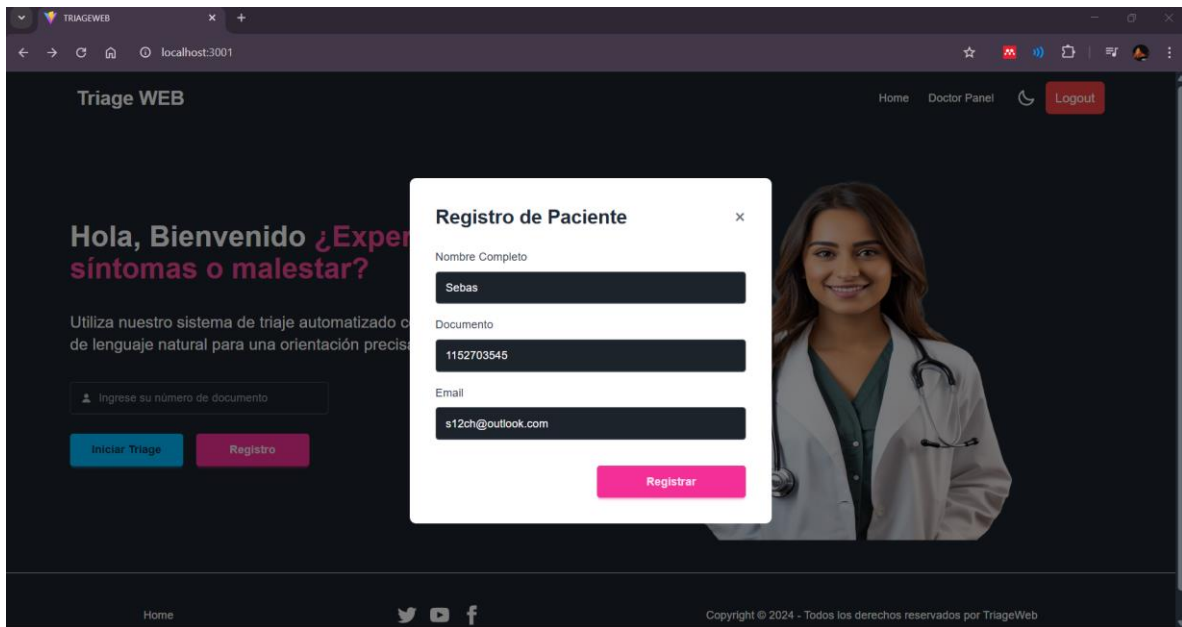 TRIAGEWEB
localhost:3001
Triage WEB
Home
Doctor Panel
Logout
Hola, Bienvenido ¿Exper
síntomas o malestar?
Utiliza nuestro sistema de triaje automatizado c
de lenguaje natural para una orientación precis
Ingrese su número de documento
Iniciar Triage
Registro
Registro de Paciente
Nombre Completo
Sebas
Documento
1152703545
Email
s12ch@outlook.com
Registrar
Home
Copyright © 2024 - Todos los derechos reservados por TriageWeb